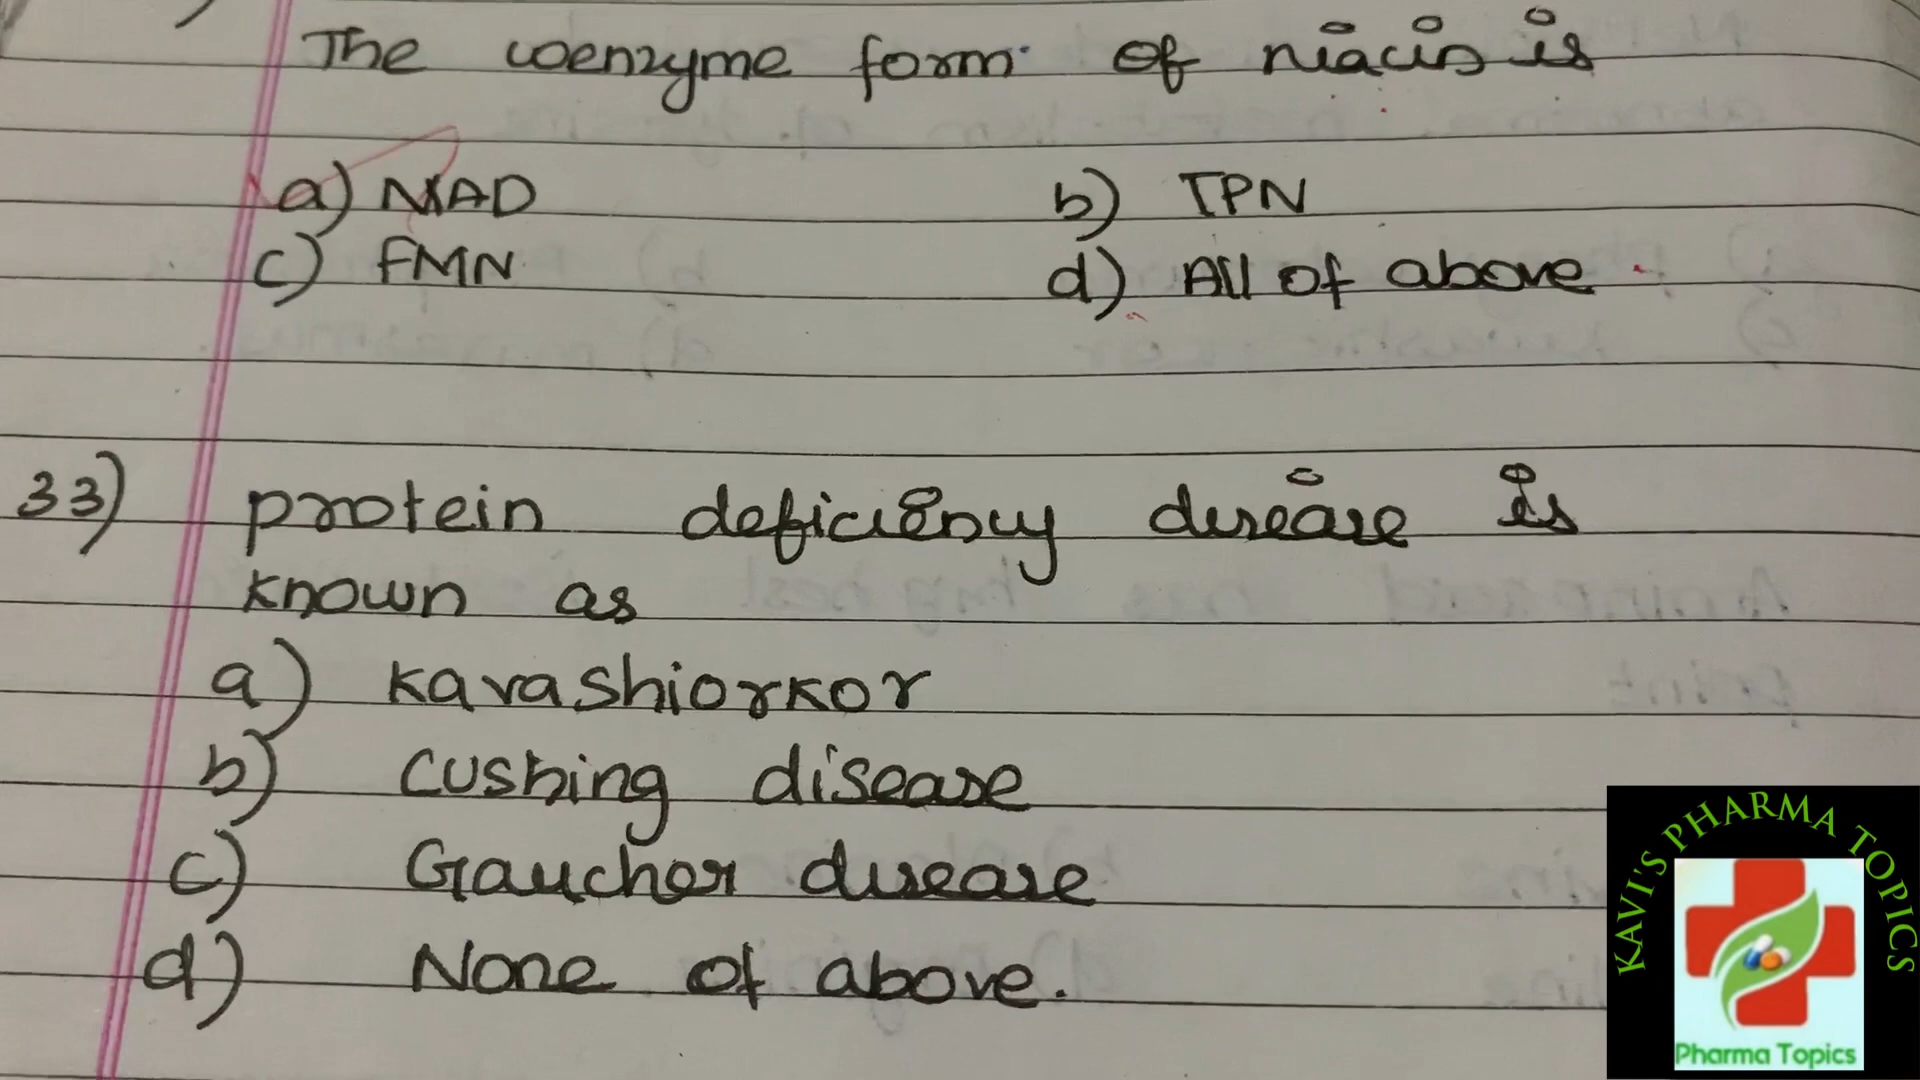 The coenzyme form of niacin is
a) NAD b) TPN
c) FMN d) All of above
33) protein deficiency disease is
known as
a) Kavashiorkor
b) Cushing disease
c) Gaucher disease
d) None of above.
KAVI'S PHARMA TOPICS
Pharma Topics